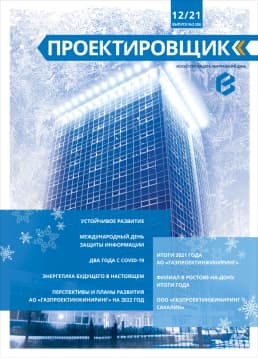 12/21
ПРОЕКТИРОВЩИК
УСТОЙЧИВОЕ РАЗВИТИЕ
МЕЖДУНАРОДНЫЙ ДЕНЬ
ЗАЩИТЫ ИНФОРМАЦИИ
ДВА ГОДА С COVID-19
ЭНЕРГЕТИКА БУДУЩЕГО В НАСТОЯЩЕМ
ПЕРСПЕКТИВЫ И ПЛАНЫ РАЗВИТИЯ
АО «ГАЗПРОЕКТИНЖИНИРИНГ» НА 2022 ГОД
ИТОГИ 2021 ГОДА
АО «ГАЗПРОЕКТИНЖИНИРИНГ»
ФИЛИАЛ В РОСТОВЕ-НА-ДОНУ:
ИТОГИ ГОДА
ООО «ГАЗПРОЕКТИНЖИНИРИНГ
САХАЛИН»